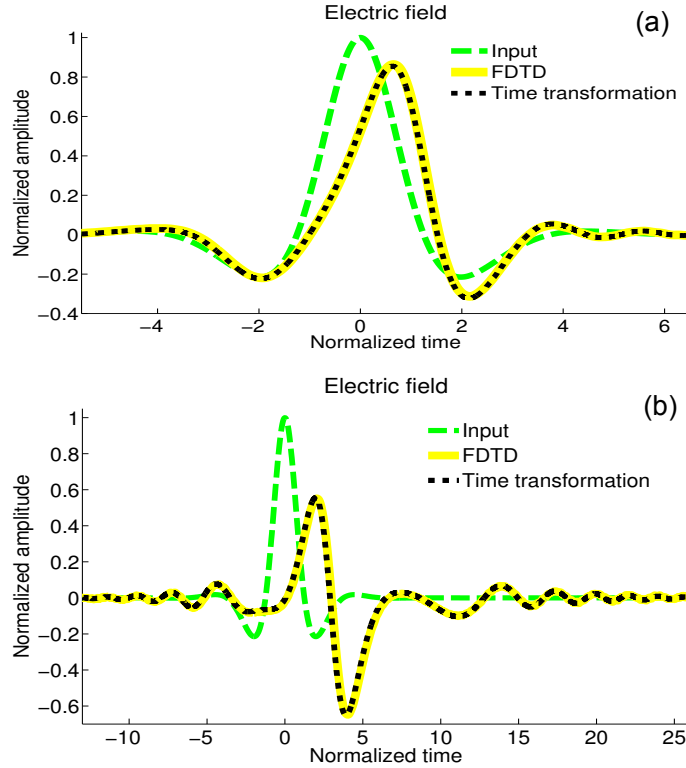 Electric field
(a)
Input
FDTD
Time transformation
Normalized amplitude
1
0.8
0.6
0.4
0.2
0
−0.2
−0.4
−4
−2
0
2
4
6
Normalized time
Electric field
(b)
Input
FDTD
Time transformation
Normalized amplitude
1
0.8
0.6
0.4
0.2
0
−0.2
−0.4
−0.6
−10
−5
0
5
10
15
20
25
Normalized time